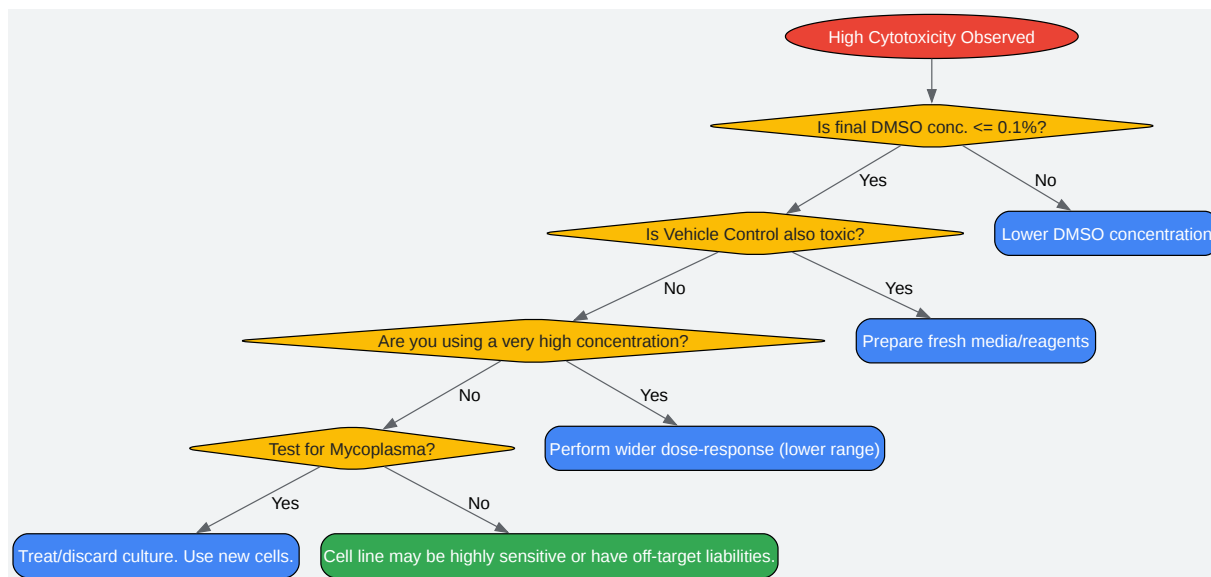 High Cytotoxicity Observed
Is final DMSO conc. <= 0.1%?
Yes
No
Is Vehicle Control also toxic?
Lower DMSO concentration
No
Yes
Are you using a very high concentration?
Prepare fresh media/reagents
No
Yes
Test for Mycoplasma?
Perform wider dose-response (lower range)
Yes
No
Treat/discard culture. Use new cells.
Cell line may be highly sensitive or have off-target liabilities.